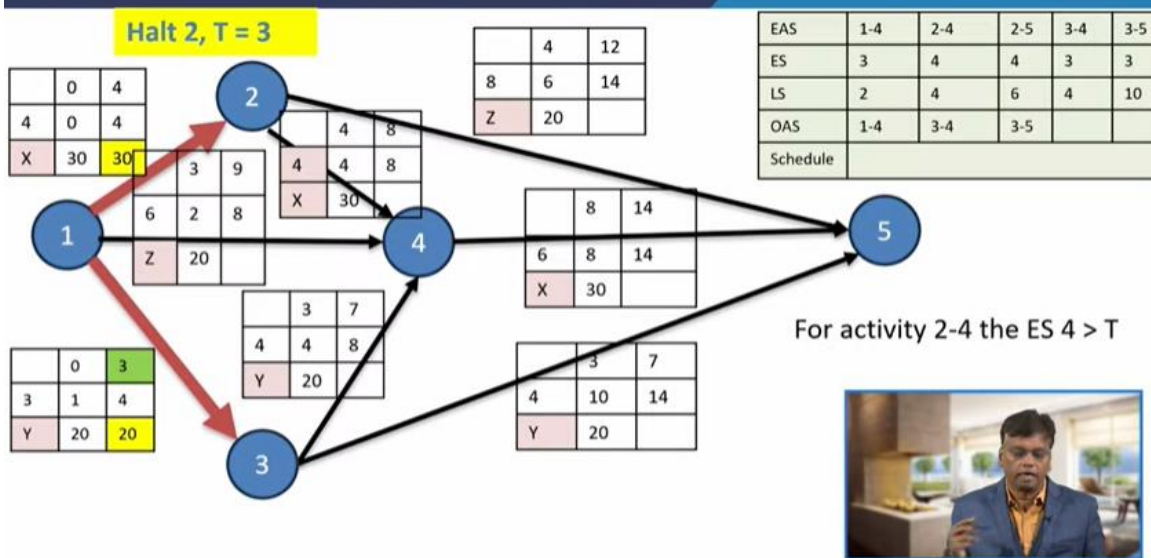 Halt 2, T = 3
EAS 1-4 2-4 2-5 3-4 3-5
ES 3 4 4 3 3
LS 2 4 6 4 10
OAS 1-4 3-4 3-5
Schedule
0 4
4 0 4
X 30 30
2
4 12
8 6 14
Z 20
4 8
4 4 8
X 30
3 9
6 2 8
Z 20
1
4
8 14
6 8 14
X 30
5
3 7
4 4 8
Y 20
For activity 2-4 the ES 4 > T
0 3
3 1 4
Y 20 20
3 7
4 10 14
Y 20
3